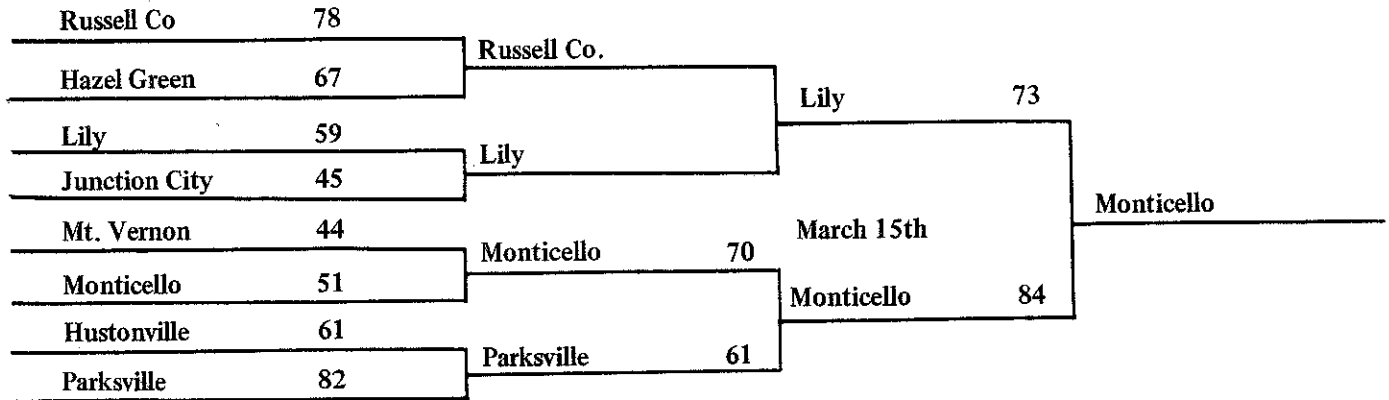 Russell Co 78
Hazel Green 67
Lily 59
Junction City 45
Mt. Vernon 44
Monticello 51
Hustonville 61
Parksville 82
Russell Co.
Lily
Monticello 70
Parksville 61
Lily 73
March 15th
Monticello 84
Monticello